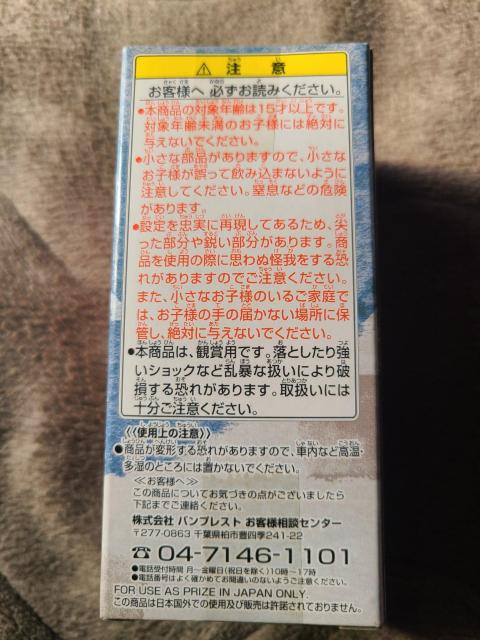 ⚠ 注意
お客様へ 必ずお読みください。
●本商品の対象年齢は15才以上です。
対象年齢未満のお子様には絶対に
与えないでください。
●小さな部品がありますので、小さな
お子様が誤って飲み込まないように
注意してください。窒息などの危険
があります。
●設定を忠実に再現してあるため、尖
った部分や鋭い部分があります。商
品を使用の際に思わぬ怪我をする恐
れがありますのでご注意ください。
また、小さなお子様のいるご家庭で
は、お子様の手の届かない場所に保
管し、絶対に与えないでください。
●本商品は、観賞用です。落としたり強
いショックなど乱暴な扱いにより破
損する恐れがあります。取扱いには
十分ご注意ください。
《使用上の注意》
●商品が変形する恐れがありますので、車内など高温・
多湿のところには置かないでください。
≪お客様へ≫
この商品についてお気づきの点がございましたら
下記までご連絡ください。
株式会社 バンプレスト お客様相談センター
〒277-0863 千葉県柏市豊四季241-22
☎04-7146-1101
●電話受付時間 月～金曜日(祝日を除く)10時～17時
●電話番号はよく確かめてお間違いのないようご注意ください。
FOR USE AS PRIZE IN JAPAN ONLY.
この商品は日本国外での使用及び販売は許諾されておりません。